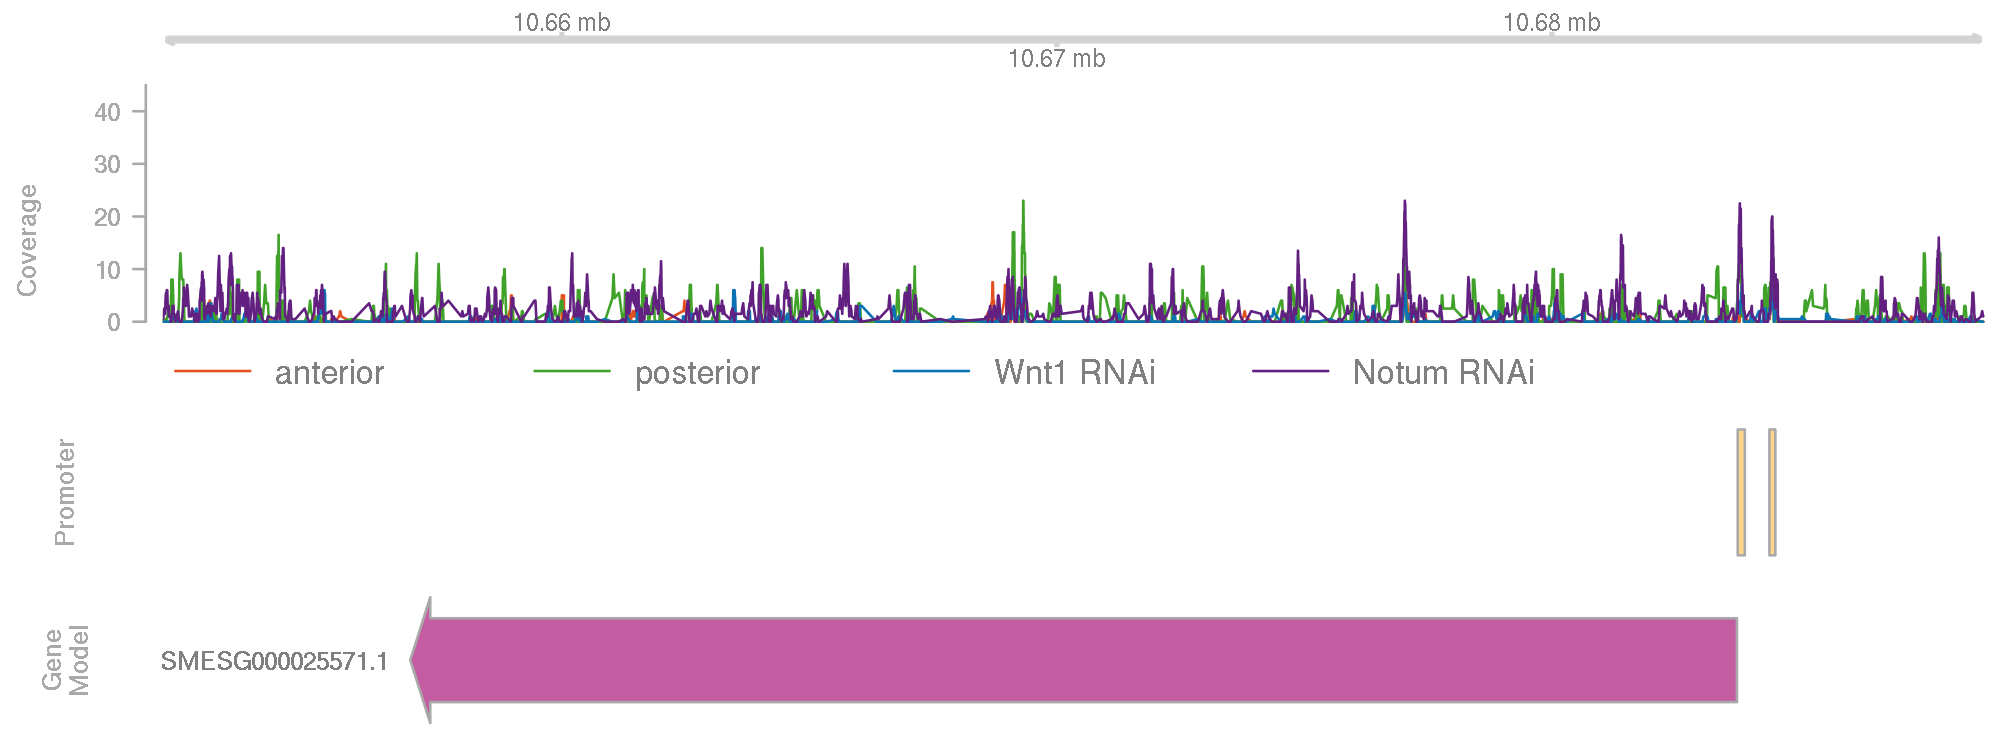 10.66 mb
10.68 mb
10.67 mb
Coverage
40
30
20
10
0
anterior
posterior
Wnt1 RNAi
Notum RNAi
Promoter
Gene
Model
SMESG000025571.1